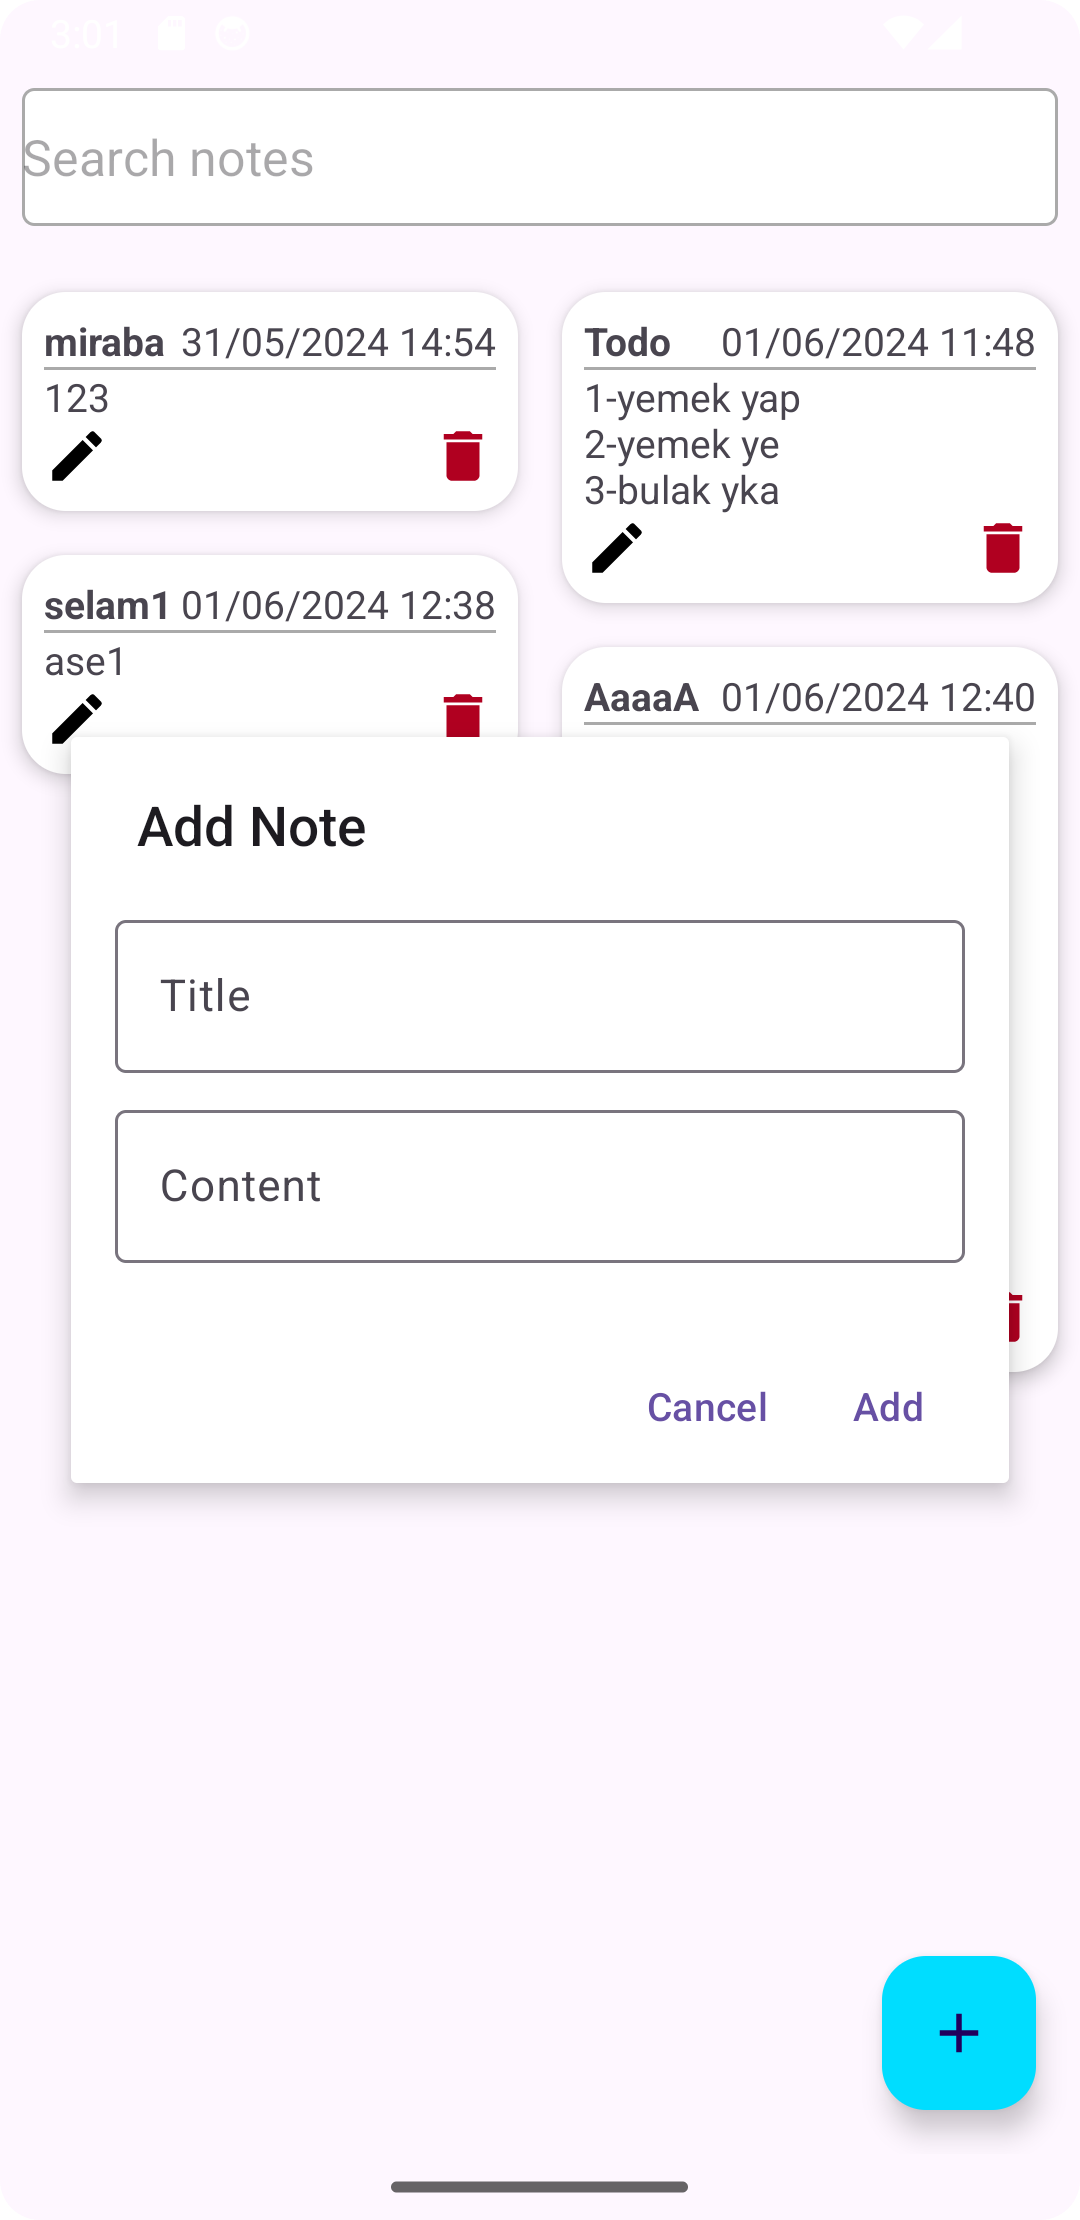 3:01
Search notes
miraba 31/05/2024 14:54
123
Todo 01/06/2024 11:48
1-yemek yap
2-yemek ye
3-bulak yka
selam1 01/06/2024 12:38
ase1
AaaaA 01/06/2024 12:40
Add Note
Title
Content
Cancel Add